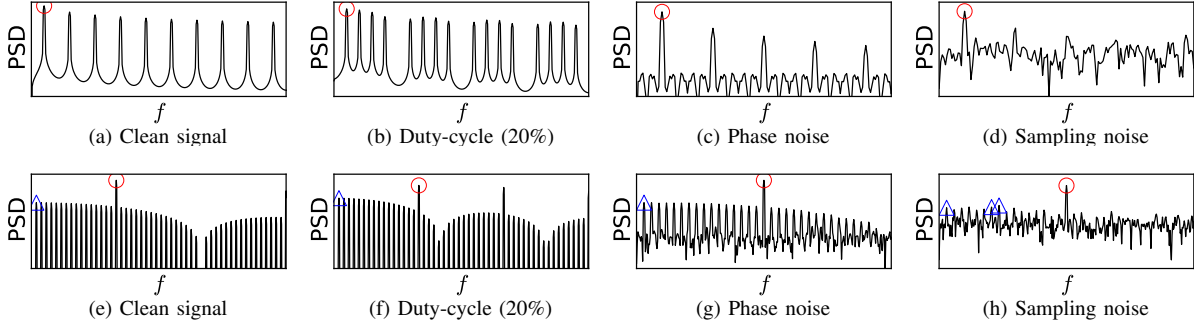 PSD
PSD
PSD
PSD
f
f
f
f
(a) Clean signal
(b) Duty-cycle (20%)
(c) Phase noise
(d) Sampling noise
PSD
PSD
PSD
PSD
f
f
f
f
(e) Clean signal
(f) Duty-cycle (20%)
(g) Phase noise
(h) Sampling noise